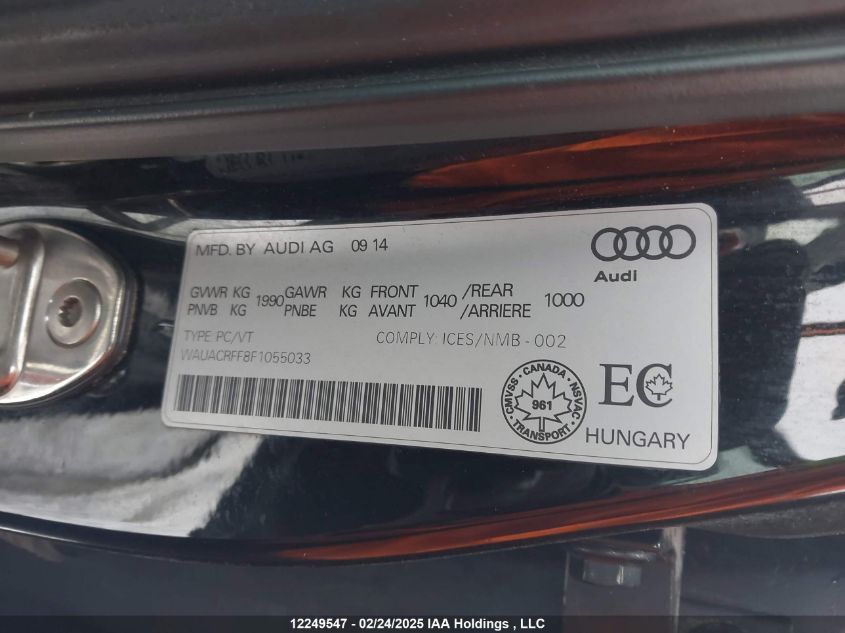 MFD. BY AUDI AG 09 14
Audi
GVWR KG 1990 GAWR KG FRONT 1040 /REAR 1000
PNVB KG PNBE KG AVANT /ARRIERE
TYPE: PC/VT COMPLY: ICES/NMB - 002
WAUACRFF8F1055033
CMVSS • CANADA • NSVAC
961
TRANSPORT
EC
HUNGARY
12249547 - 02/24/2025 IAA Holdings , LLC